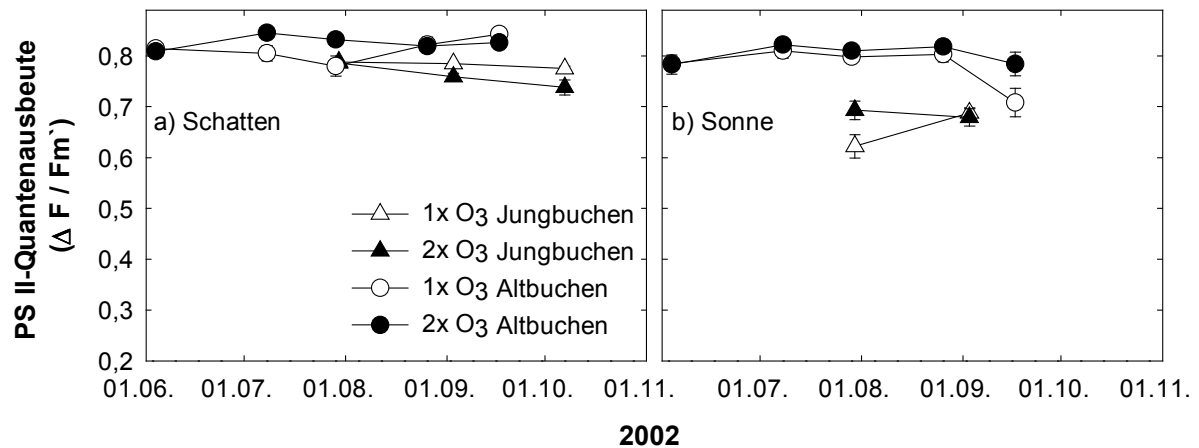 PS II-Quantenausbeute
(Δ F / Fm`)
0,9
0,8
0,7
0,6
0,5
0,4
0,3
0,2
a) Schatten
1x O3 Jungbuchen
2x O3 Jungbuchen
1x O3 Altbuchen
2x O3 Altbuchen
b) Sonne
01.06. 01.07. 01.08. 01.09. 01.10. 01.11.
01.07. 01.08. 01.09. 01.10. 01.11.
2002